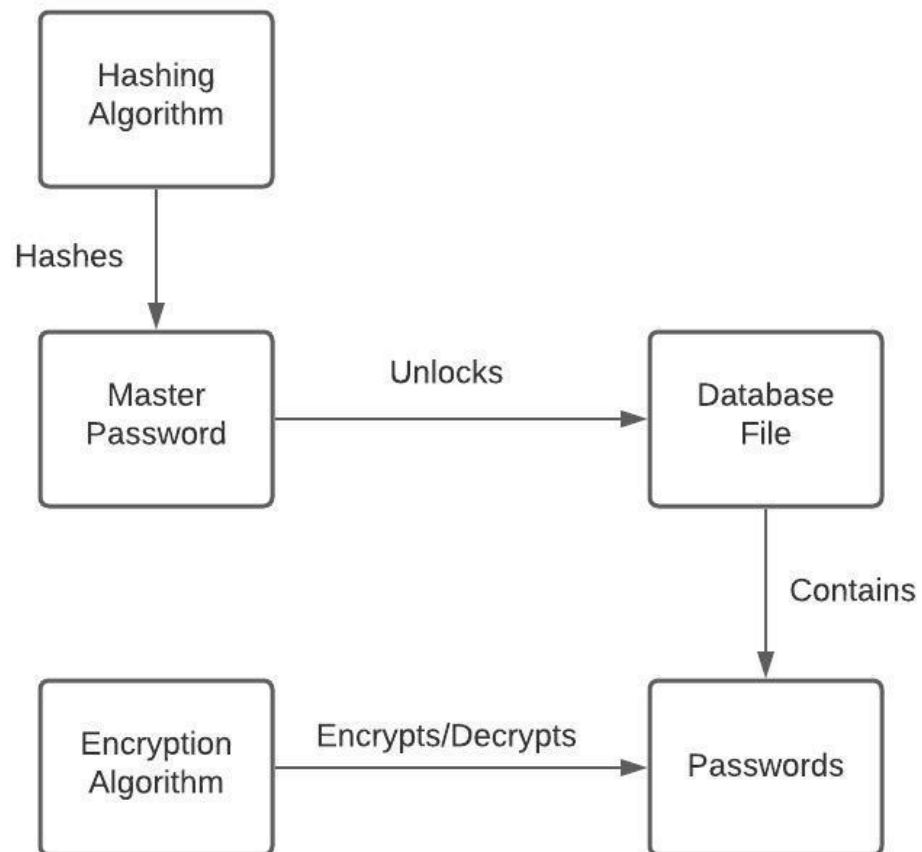 Hashing
Algorithm
Hashes
Master
Password
Unlocks
Database
File
Contains
Encryption
Algorithm
Encrypts/Decrypts
Passwords